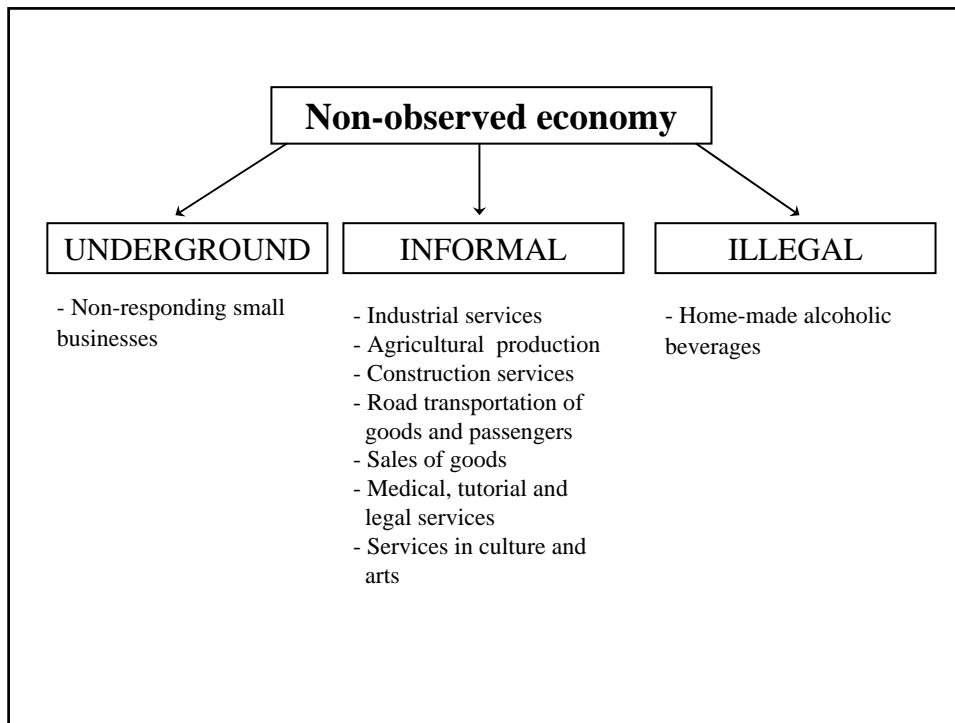 Non-observed economy
UNDERGROUND
- Non-responding small
businesses
INFORMAL
- Industrial services
- Agricultural  production
- Construction services
- Road transportation of
goods and passengers
- Sales of goods
- Medical, tutorial and
legal services
- Services in culture and
arts
ILLEGAL
- Home-made alcoholic
beverages